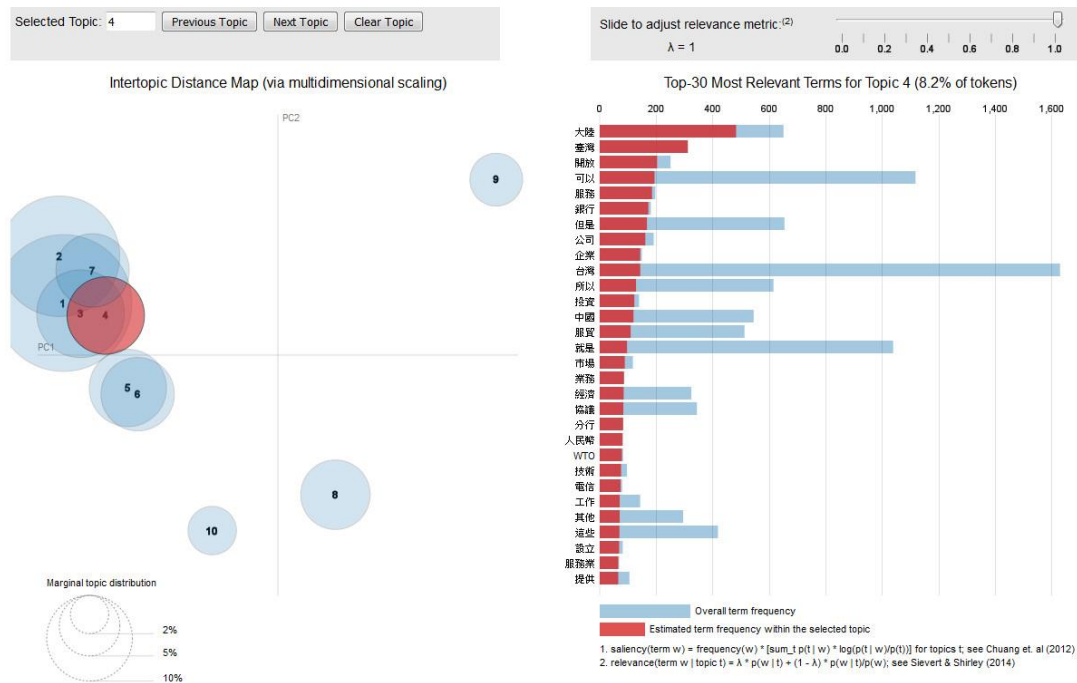 Selected Topic: 4 Previous Topic Next Topic Clear Topic
Slide to adjust relevance metric:(2)
λ = 1
0.0 0.2 0.4 0.6 0.8 1.0
Intertopic Distance Map (via multidimensional scaling)
PC2
PC1
9
2
7
1
3
4
5
6
8
10
Marginal topic distribution
2%
5%
10%
Top-30 Most Relevant Terms for Topic 4 (8.2% of tokens)
0 200 400 600 800 1,000 1,200 1,400 1,600
大陸
臺灣
開放
可以
服務
銀行
但是
公司
企業
台灣
所以
投資
中國
服貿
就是
市場
業務
經濟
協議
分行
人民幣
WTO
技術
電信
工作
其他
這些
設立
服務業
提供
Overall term frequency
Estimated term frequency within the selected topic
1. saliency(term w) = frequency(w) * [sum_t p(t | w) * log(p(t | w)/p(t))] for topics t; see Chuang et. al (2012)
2. relevance(term w | topic t) = λ * p(w | t) + (1 - λ) * p(w | t)/p(w); see Sievert & Shirley (2014)